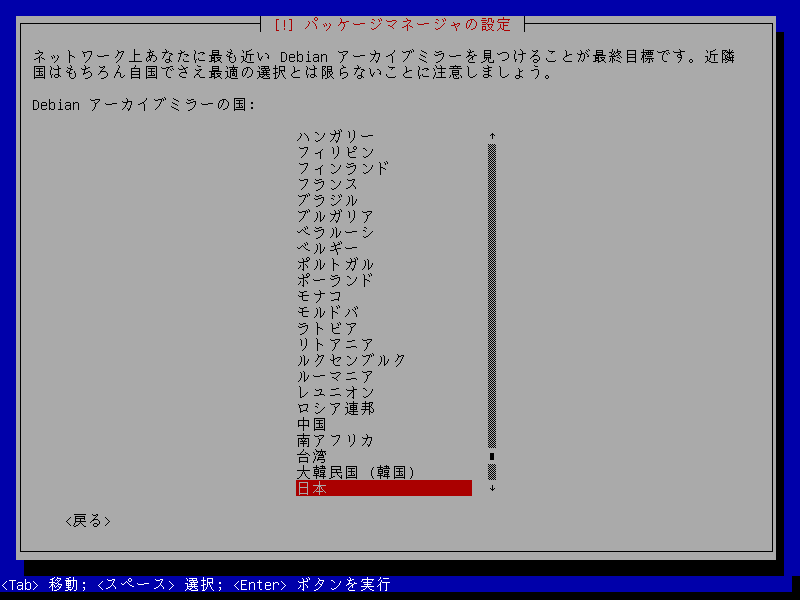 [!] パッケージマネージャの設定
ネットワーク上あなたに最も近い Debian アーカイブミラーを見つけることが最終目標です。近隣
国はもちろん自国でさえ最適の選択とは限らないことに注意しましょう。
Debian アーカイブミラーの国:
ハンガリー
フィリピン
フィンランド
フランス
ブラジル
ブルガリア
ベラルーシ
ベルギー
ポルトガル
ポーランド
モナコ
モルドバ
ラトビア
リトアニア
ルクセンブルク
ルーマニア
レユニオン
ロシア連邦
中国
南アフリカ
台湾
大韓民国 (韓国)
日本
<戻る>
<Tab> 移動; <スペース> 選択; <Enter> ボタンを実行